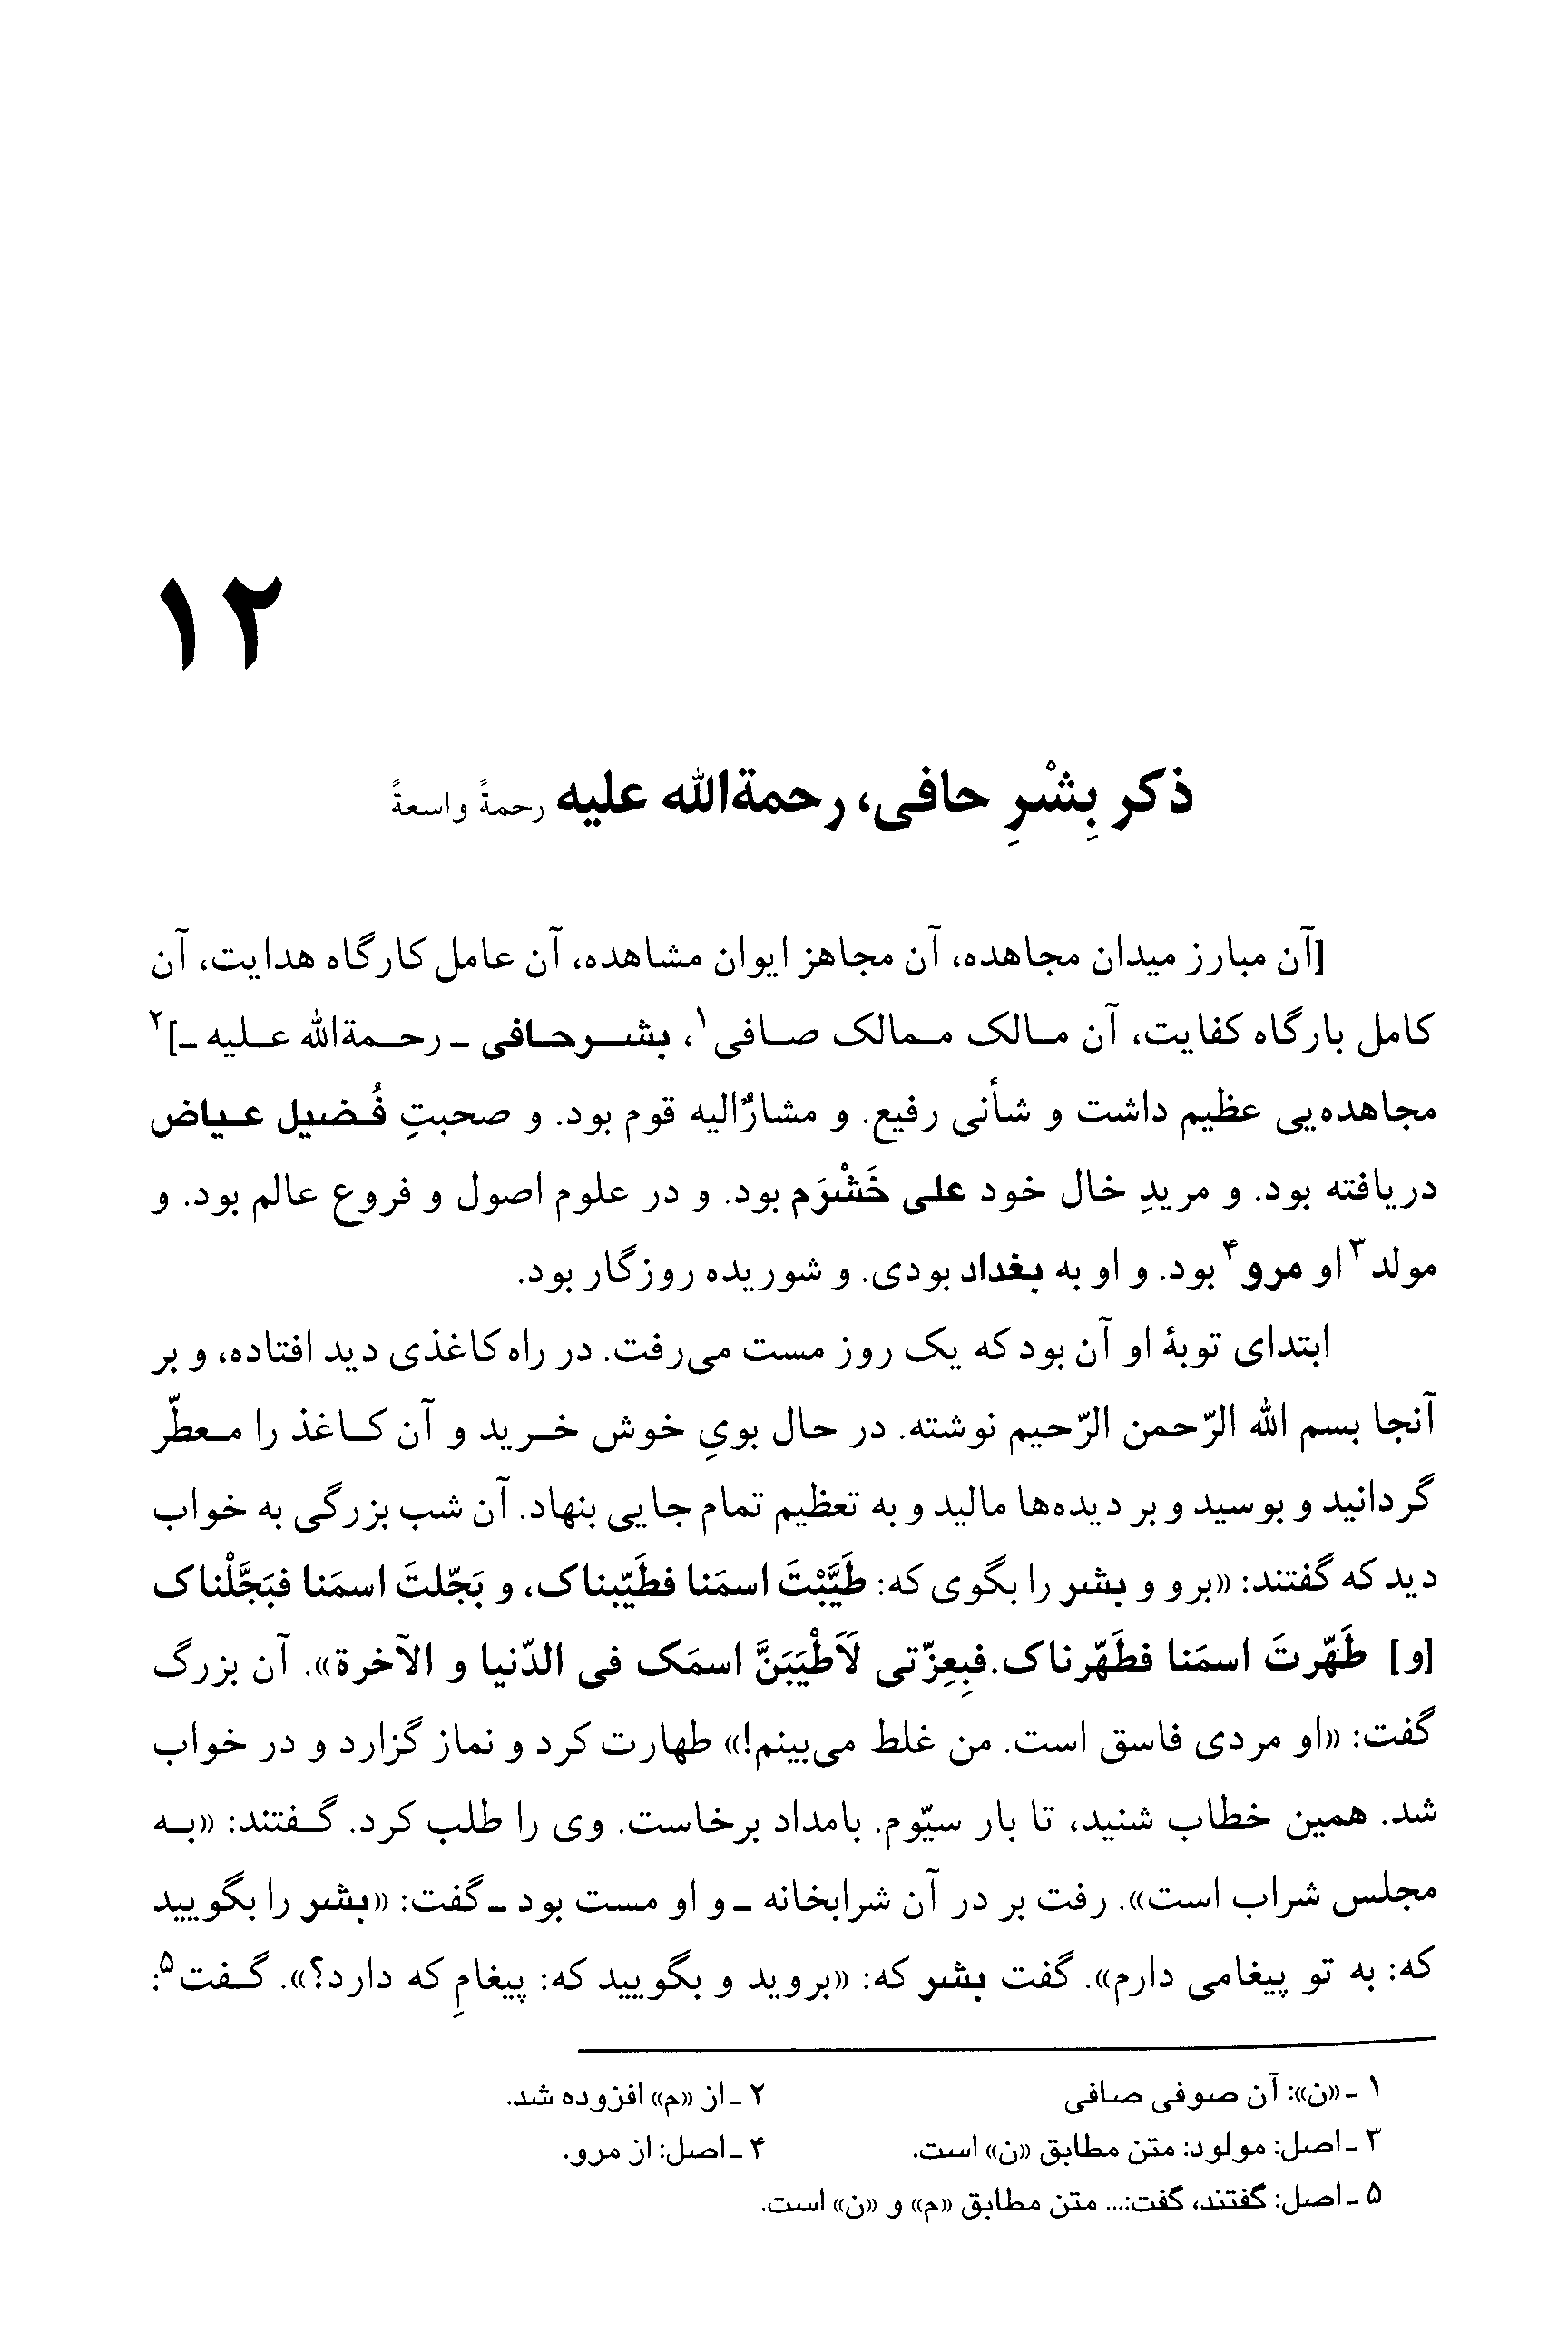 ۱۲
ذکر بِشْرِ حافی، رحمةالله علیه رحمةً واسعةً
[آن مبارز میدان مجاهده، آن مجاهز ایوان مشاهده، آن عامل کارگاه هدایت، آن
کامل بارگاه کفایت، آن مالک ممالک صافی۱، بشرحافی - رحمةالله علیه -]۲
مجاهده‌یی عظیم داشت و شأنی رفیع. و مشارٌالیه قوم بود. و صحبتِ فُضیل عیاض
دریافته بود. و مریدِ خال خود علی خَشْرَم بود. و در علوم اصول و فروع عالم بود. و
مولد۳ او مرو۴ بود. و او به بغداد بودی. و شوریده روزگار بود.
ابتدای توبهٔ او آن بود که یک روز مست می‌رفت. در راه کاغذی دید افتاده، و بر
آنجا بسم الله الرّحمن الرّحیم نوشته. در حال بویِ خوش خرید و آن کاغذ را معطّر
گردانید و بوسید و بر دیده‌ها مالید و به تعظیم تمام جایی بنهاد. آن شب بزرگی به خواب
دید که گفتند: «برو و بشر را بگوی که: طَیَّبْتَ اسمَنا فطَیّبناک، و بَجّلتَ اسمَنا فبَجَّلْناک
[و] طَهّرتَ اسمَنا فطَهّرناک.فبِعِزّتی لَاَطْیَبَنَّ اسمَک فی الدّنیا و الآخرة». آن بزرگ
گفت: «او مردی فاسق است. من غلط می‌بینم!» طهارت کرد و نماز گزارد و در خواب
شد. همین خطاب شنید، تا بار سیّوم. بامداد برخاست. وی را طلب کرد. گفتند: «به
مجلس شراب است». رفت بر در آن شرابخانه - و او مست بود - گفت: «بشر را بگویید
که: به تو پیغامی دارم». گفت بشر که: «بروید و بگویید که: پیغامِ که دارد؟». گفت۵:
۱ - «ن»: آن صوفی صافی
۲ - از «م» افزوده شد.
۳ - اصل: مولود: متن مطابق «ن» است.
۴ - اصل: از مرو.
۵ - اصل: گفتند، گفت:... متن مطابق «م» و «ن» است.